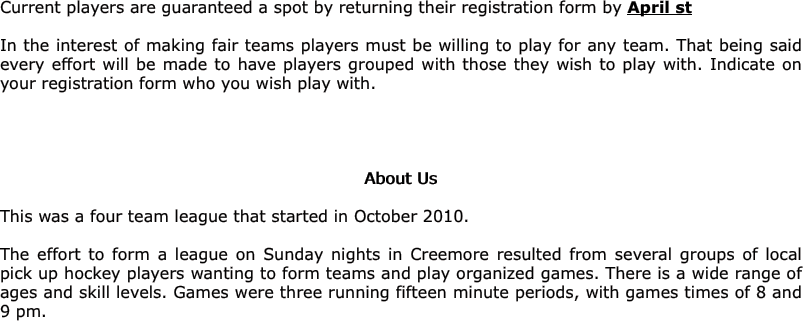 Current players are guaranteed a spot by returning their registration form by April st
In the interest of making fair teams players must be willing to play for any team. That being said
every effort will be made to have players grouped with those they wish to play with. Indicate on
your registration form who you wish play with.
About Us
This was a four team league that started in October 2010.
The effort to form a league on Sunday nights in Creemore resulted from several groups of local
pick up hockey players wanting to form teams and play organized games. There is a wide range of
ages and skill levels. Games were three running fifteen minute periods, with games times of 8 and
9 pm.